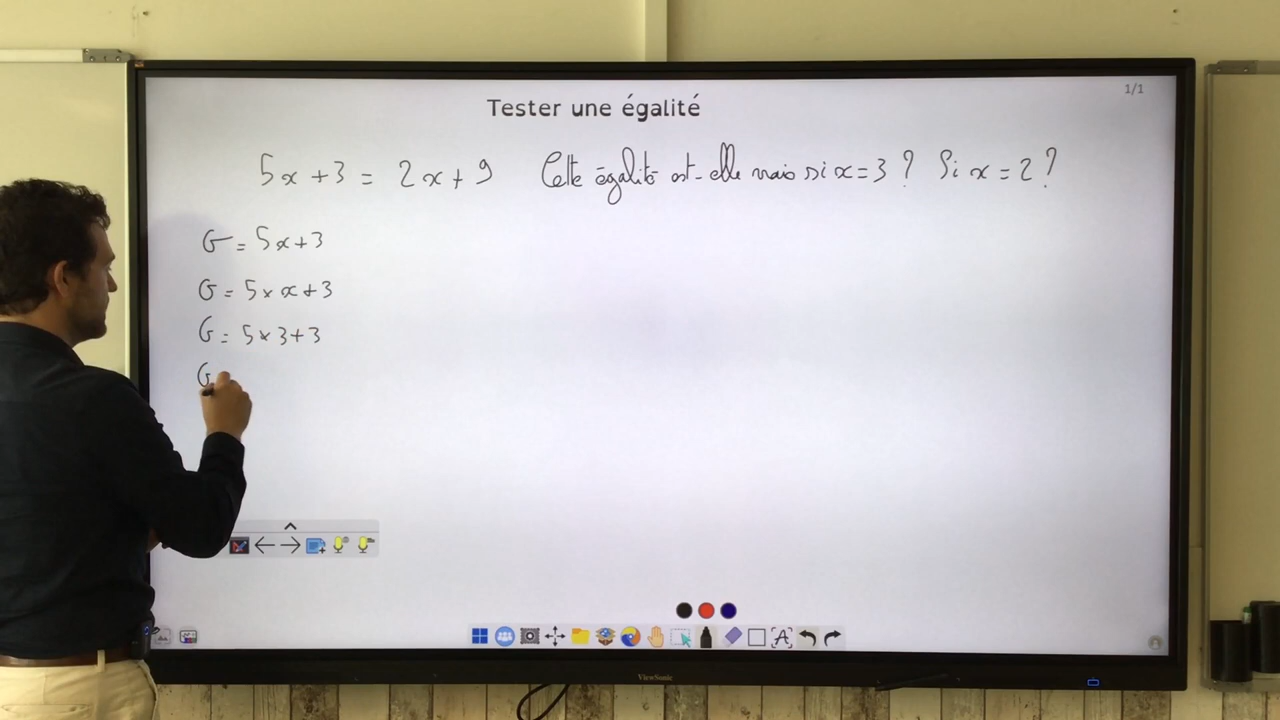 1/1
Tester une égalité
5x + 3 = 2x + 9 Cette égalité est-elle vraie si x = 3 ? Si x = 2 ?
G = 5x + 3
G = 5 × x + 3
G = 5 × 3 + 3
G
ViewSonic